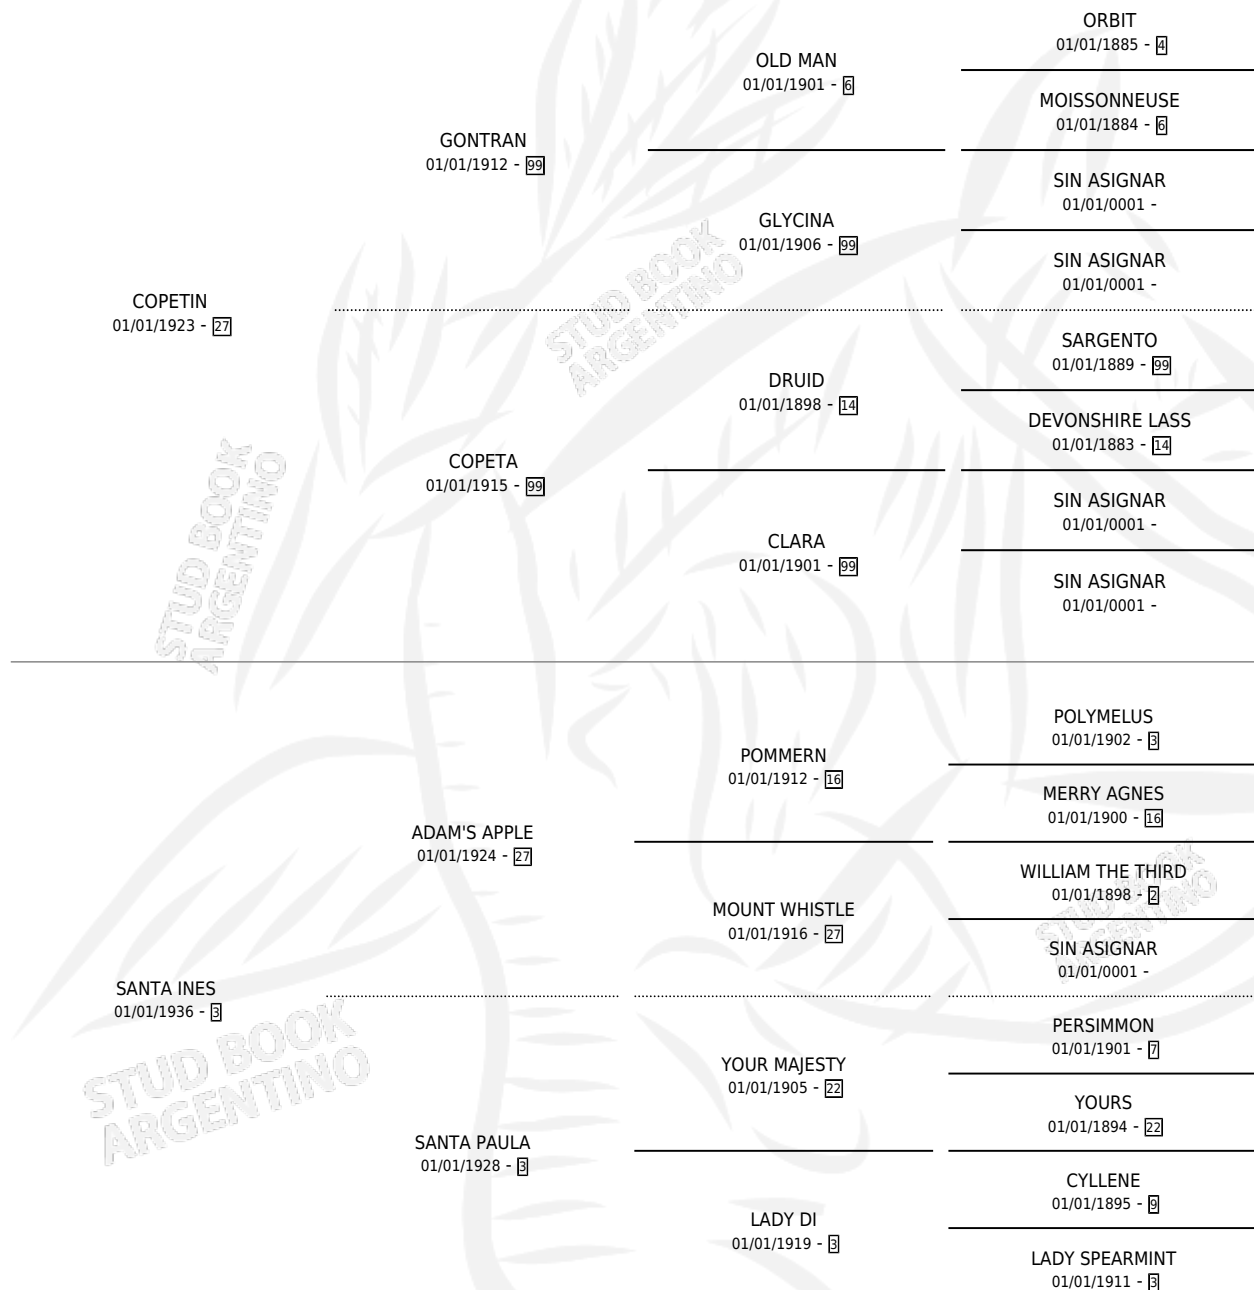 ORBIT
01/01/1885 - 4
OLD MAN
01/01/1901 - 6
MOISSONNEUSE
01/01/1884 - 6
GONTRAN
01/01/1912 - 99
SIN ASIGNAR
01/01/0001 -
GLYCINA
01/01/1906 - 99
SIN ASIGNAR
01/01/0001 -
COPETIN
01/01/1923 - 27
STUD BOOK
ARGENTINO
SARGENTO
01/01/1889 - 99
DRUID
01/01/1898 - 14
DEVONSHIRE LASS
01/01/1883 - 14
COPETA
01/01/1915 - 99
SIN ASIGNAR
01/01/0001 -
CLARA
01/01/1901 - 99
SIN ASIGNAR
01/01/0001 -
STUD BOOK
ARGENTINO
POLYMELUS
01/01/1902 - 3
POMMERN
01/01/1912 - 16
MERRY AGNES
01/01/1900 - 16
ADAM'S APPLE
01/01/1924 - 27
WILLIAM THE THIRD
01/01/1898 - 2
MOUNT WHISTLE
01/01/1916 - 27
STUD BOOK
ARGENTINO
SIN ASIGNAR
01/01/0001 -
SANTA INES
01/01/1936 - 3
STUD BOOK
ARGENTINO
PERSIMMON
01/01/1901 - 7
YOUR MAJESTY
01/01/1905 - 22
YOURS
01/01/1894 - 22
SANTA PAULA
01/01/1928 - 3
CYLLENE
01/01/1895 - 9
LADY DI
01/01/1919 - 3
LADY SPEARMINT
01/01/1911 - 3